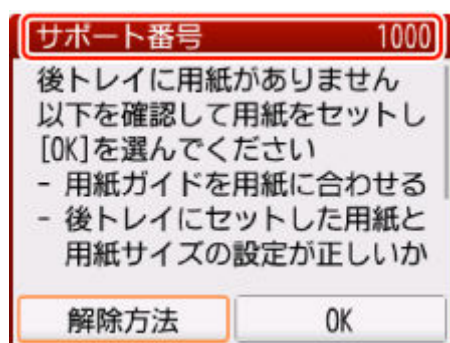 サポート番号 1000
後トレイに用紙がありません
以下を確認して用紙をセットし
[OK]を選んでください
- 用紙ガイドを用紙に合わせる
- 後トレイにセットした用紙と
用紙サイズの設定が正しいか
解除方法 OK